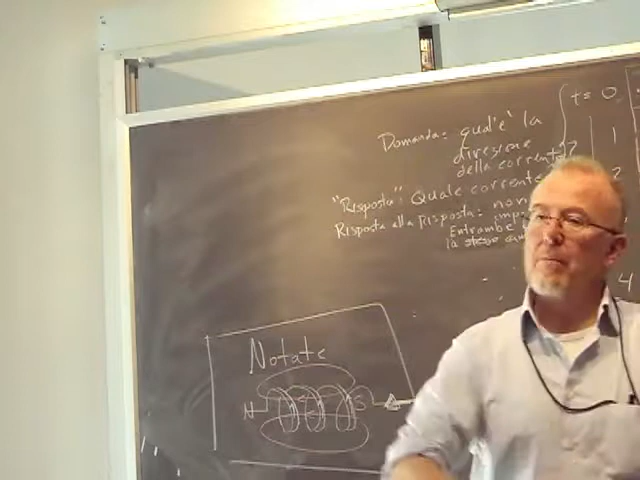 Domanda: qual'e' la
direzione
della corrente?
"Risposta": Quale corrente
Risposta alla Risposta: non
Entrambe
la stessa
t = 0
1
2
4
Notate
N S